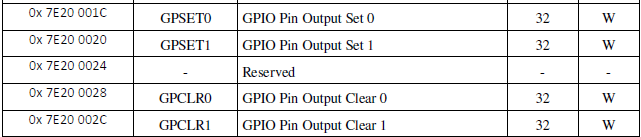 0x 7E20 001C GPSET0 GPIO Pin Output Set 0 32 W
0x 7E20 0020 GPSET1 GPIO Pin Output Set 1 32 W
0x 7E20 0024 - Reserved - -
0x 7E20 0028 GPCLR0 GPIO Pin Output Clear 0 32 W
0x 7E20 002C GPCLR1 GPIO Pin Output Clear 1 32 W